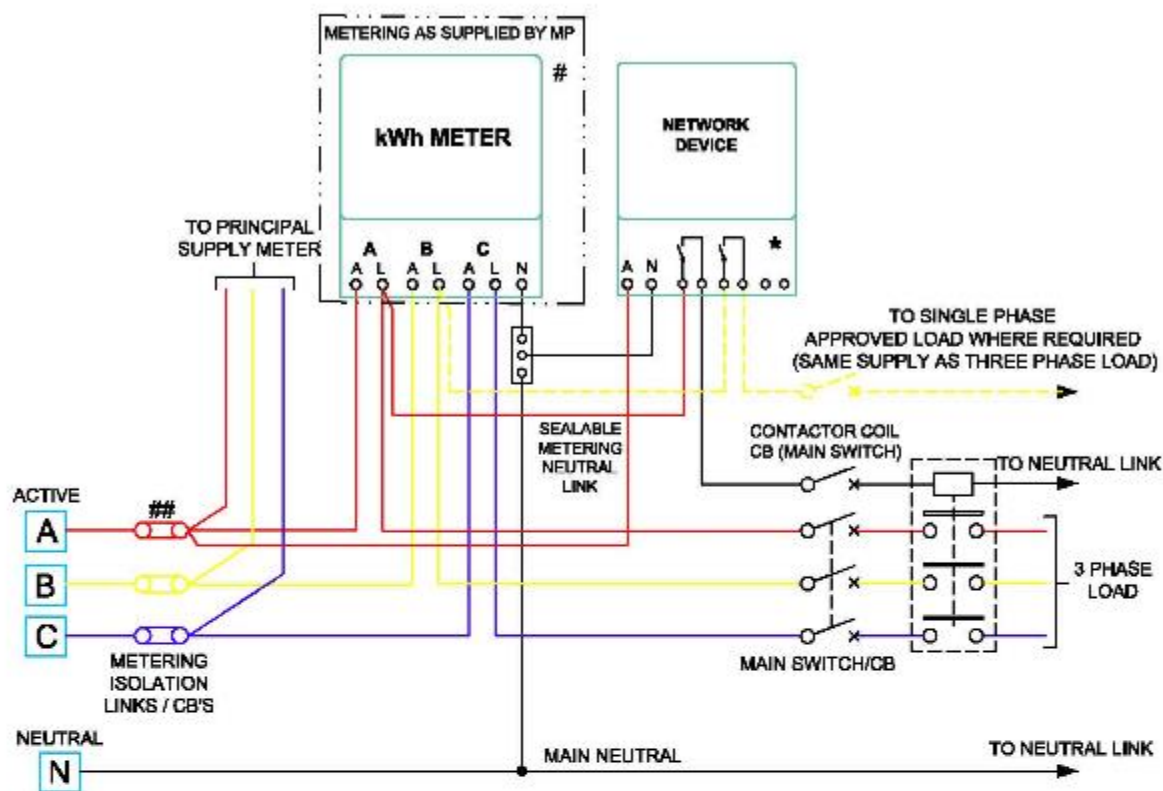 METERING AS SUPPLIED BY MP
#
kWh METER
NETWORK
DEVICE
TO PRINCIPAL
SUPPLY METER
A B C
A L A L A L N
*
A N
TO SINGLE PHASE
APPROVED LOAD WHERE REQUIRED
(SAME SUPPLY AS THREE PHASE LOAD)
SEALABLE
METERING
NEUTRAL
LINK
CONTACTOR COIL
CB (MAIN SWITCH)
TO NEUTRAL LINK
ACTIVE
##
A
B
C
3 PHASE
LOAD
METERING
ISOLATION
LINKS / CB'S
MAIN SWITCH/CB
NEUTRAL
N
MAIN NEUTRAL
TO NEUTRAL LINK